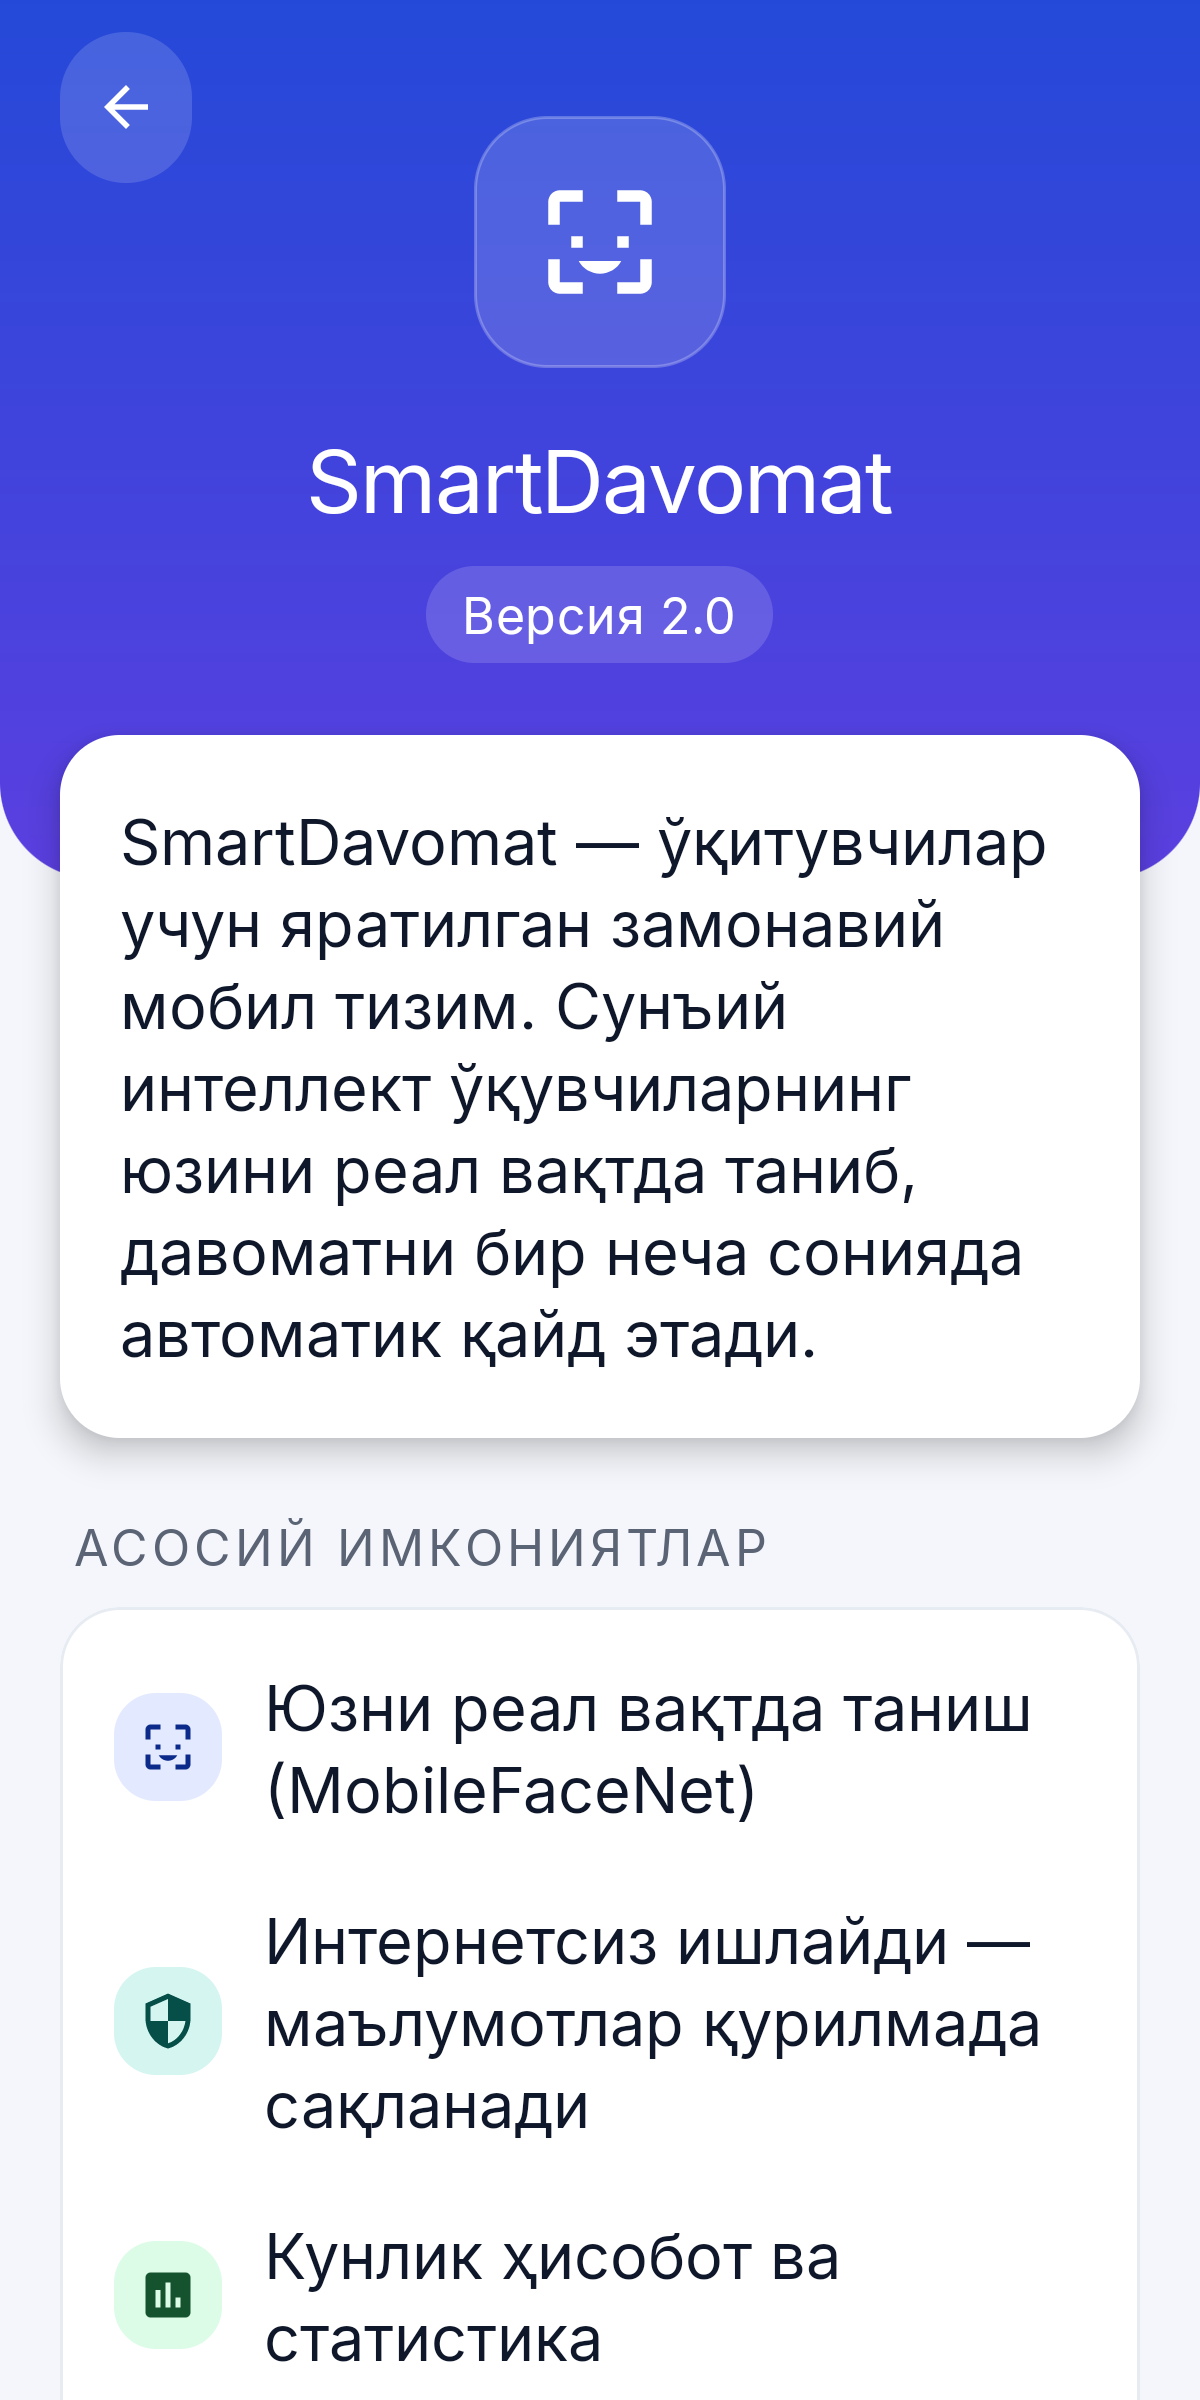 SmartDavomat
Версия 2.0
SmartDavomat — ўқитувчилар
учун яратилган замонавий
мобил тизим. Сунъий
интеллект ўқувчиларнинг
юзини реал вақтда таниб,
давоматни бир неча сонияда
автоматик қайд этади.
АСОСИЙ ИМКОНИЯТЛАР
Юзни реал вақтда таниш
(MobileFaceNet)
Интернетсиз ишлайди —
маълумотлар қурилмада
сақланади
Кунлик ҳисобот ва
статистика